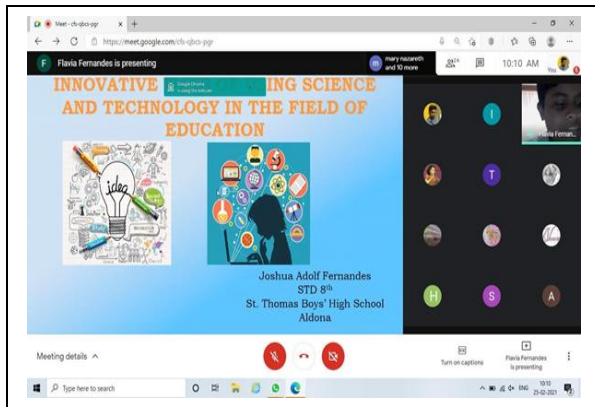 Meet - cfs-qbcs-pgr
https://meet.google.com/cfs-qbcs-pgr
F Flavia Fernandes is presenting
m mary nazareth
and 10 more
10:10 AM
You
INNOVATIVE ING SCIENCE
Google Chrome
AND TECHNOLOGY IN THE FIELD OF
EDUCATION
idea
Joshua Adolf Fernandes
STD 8th
St. Thomas Boys' High School
Aldona
I
Flavia Fernan...
T
H S A
Meeting details
Turn on captions
Flavia Fernandes
is presenting
Type here to search
ENG
10:10
23-02-2021